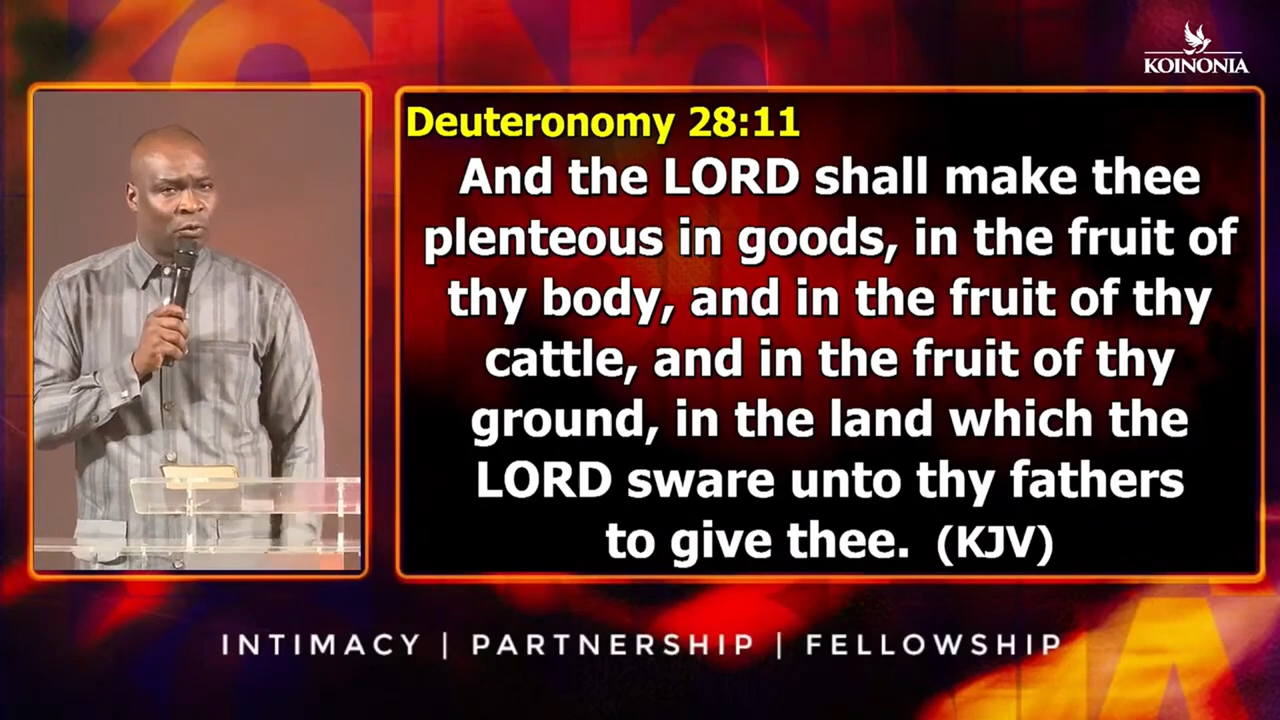 KOINONIA
Deuteronomy 28:11
And the LORD shall make thee
plenteous in goods, in the fruit of
thy body, and in the fruit of thy
cattle, and in the fruit of thy
ground, in the land which the
LORD sware unto thy fathers
to give thee. (KJV)
INTIMACY | PARTNERSHIP | FELLOWSHIP